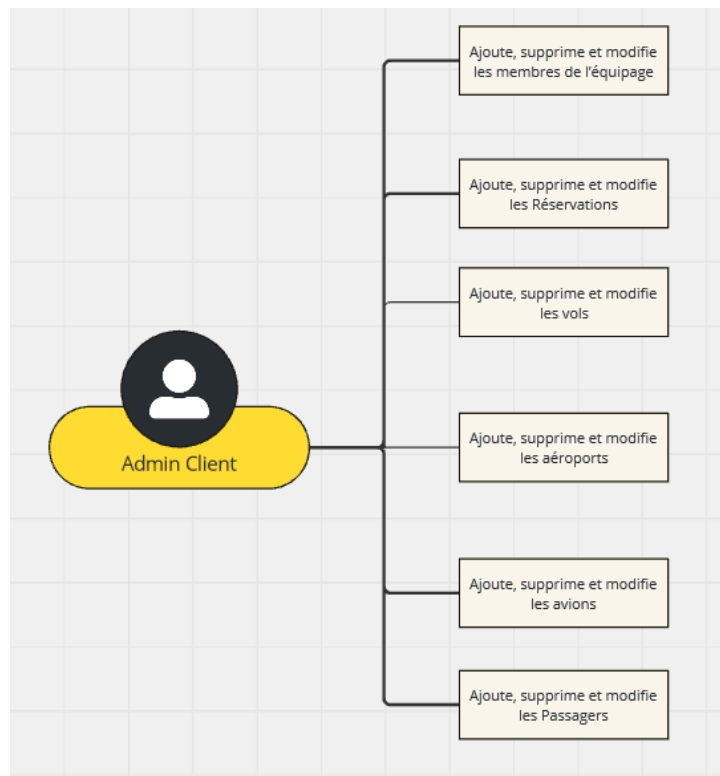 Ajoute, supprime et modifie
les membres de l'équipage
Ajoute, supprime et modifie
les Réservations
Ajoute, supprime et modifie
les vols
Admin Client
Ajoute, supprime et modifie
les aéroports
Ajoute, supprime et modifie
les avions
Ajoute, supprime et modifie
les Passagers